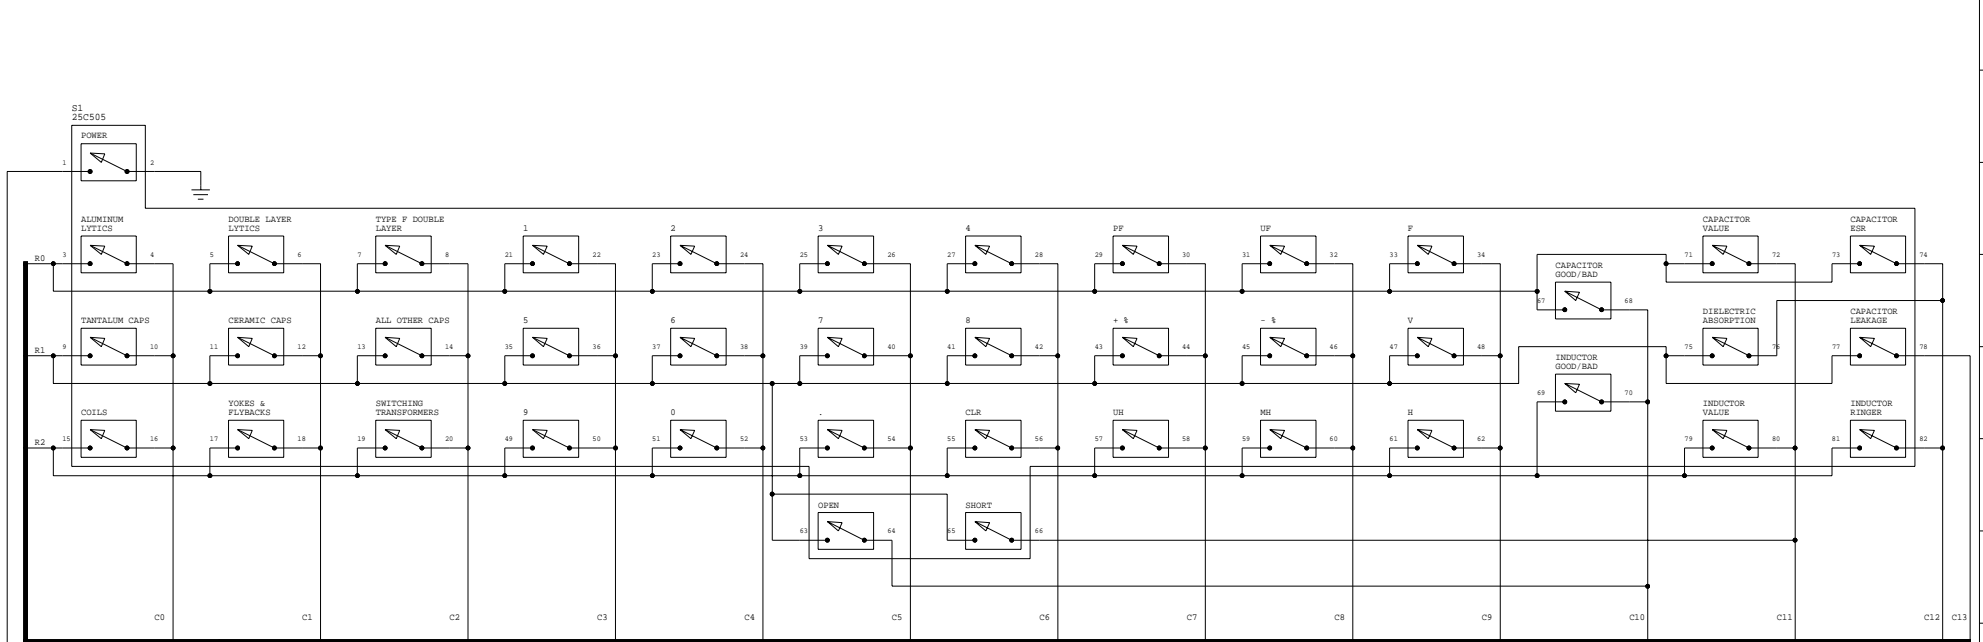 S1
25C505
POWER
1 2
ALUMINUM
LYTICS
DOUBLE LAYER
LYTICS
TYPE F DOUBLE
LAYER
1 2 3 4 PF UF F
CAPACITOR
VALUE
CAPACITOR
ESR
R0 3 4 5 6 7 8 21 22 23 24 25 26 27 28 29 30 31 32 33 34 71 72 73 74
CAPACITOR
GOOD/BAD
67 68
TANTALUM CAPS CERAMIC CAPS ALL OTHER CAPS 5 6 7 8 + % - % V
DIELECTRIC
ABSORPTION
CAPACITOR
LEAKAGE
R1 9 10 11 12 13 14 35 36 37 38 39 40 41 42 43 44 45 46 47 48 75 76 77 78
INDUCTOR
GOOD/BAD
69 70
COILS
YOKES &
FLYBACKS
SWITCHING
TRANSFORMERS
9 0 . CLR UH MH H
INDUCTOR
VALUE
INDUCTOR
RINGER
R2 15 16 17 18 19 20 49 50 51 52 53 54 55 56 57 58 59 60 61 62 79 80 81 82
OPEN SHORT
63 64 65 66
C0 C1 C2 C3 C4 C5 C6 C7 C8 C9 C10 C11 C12 C13